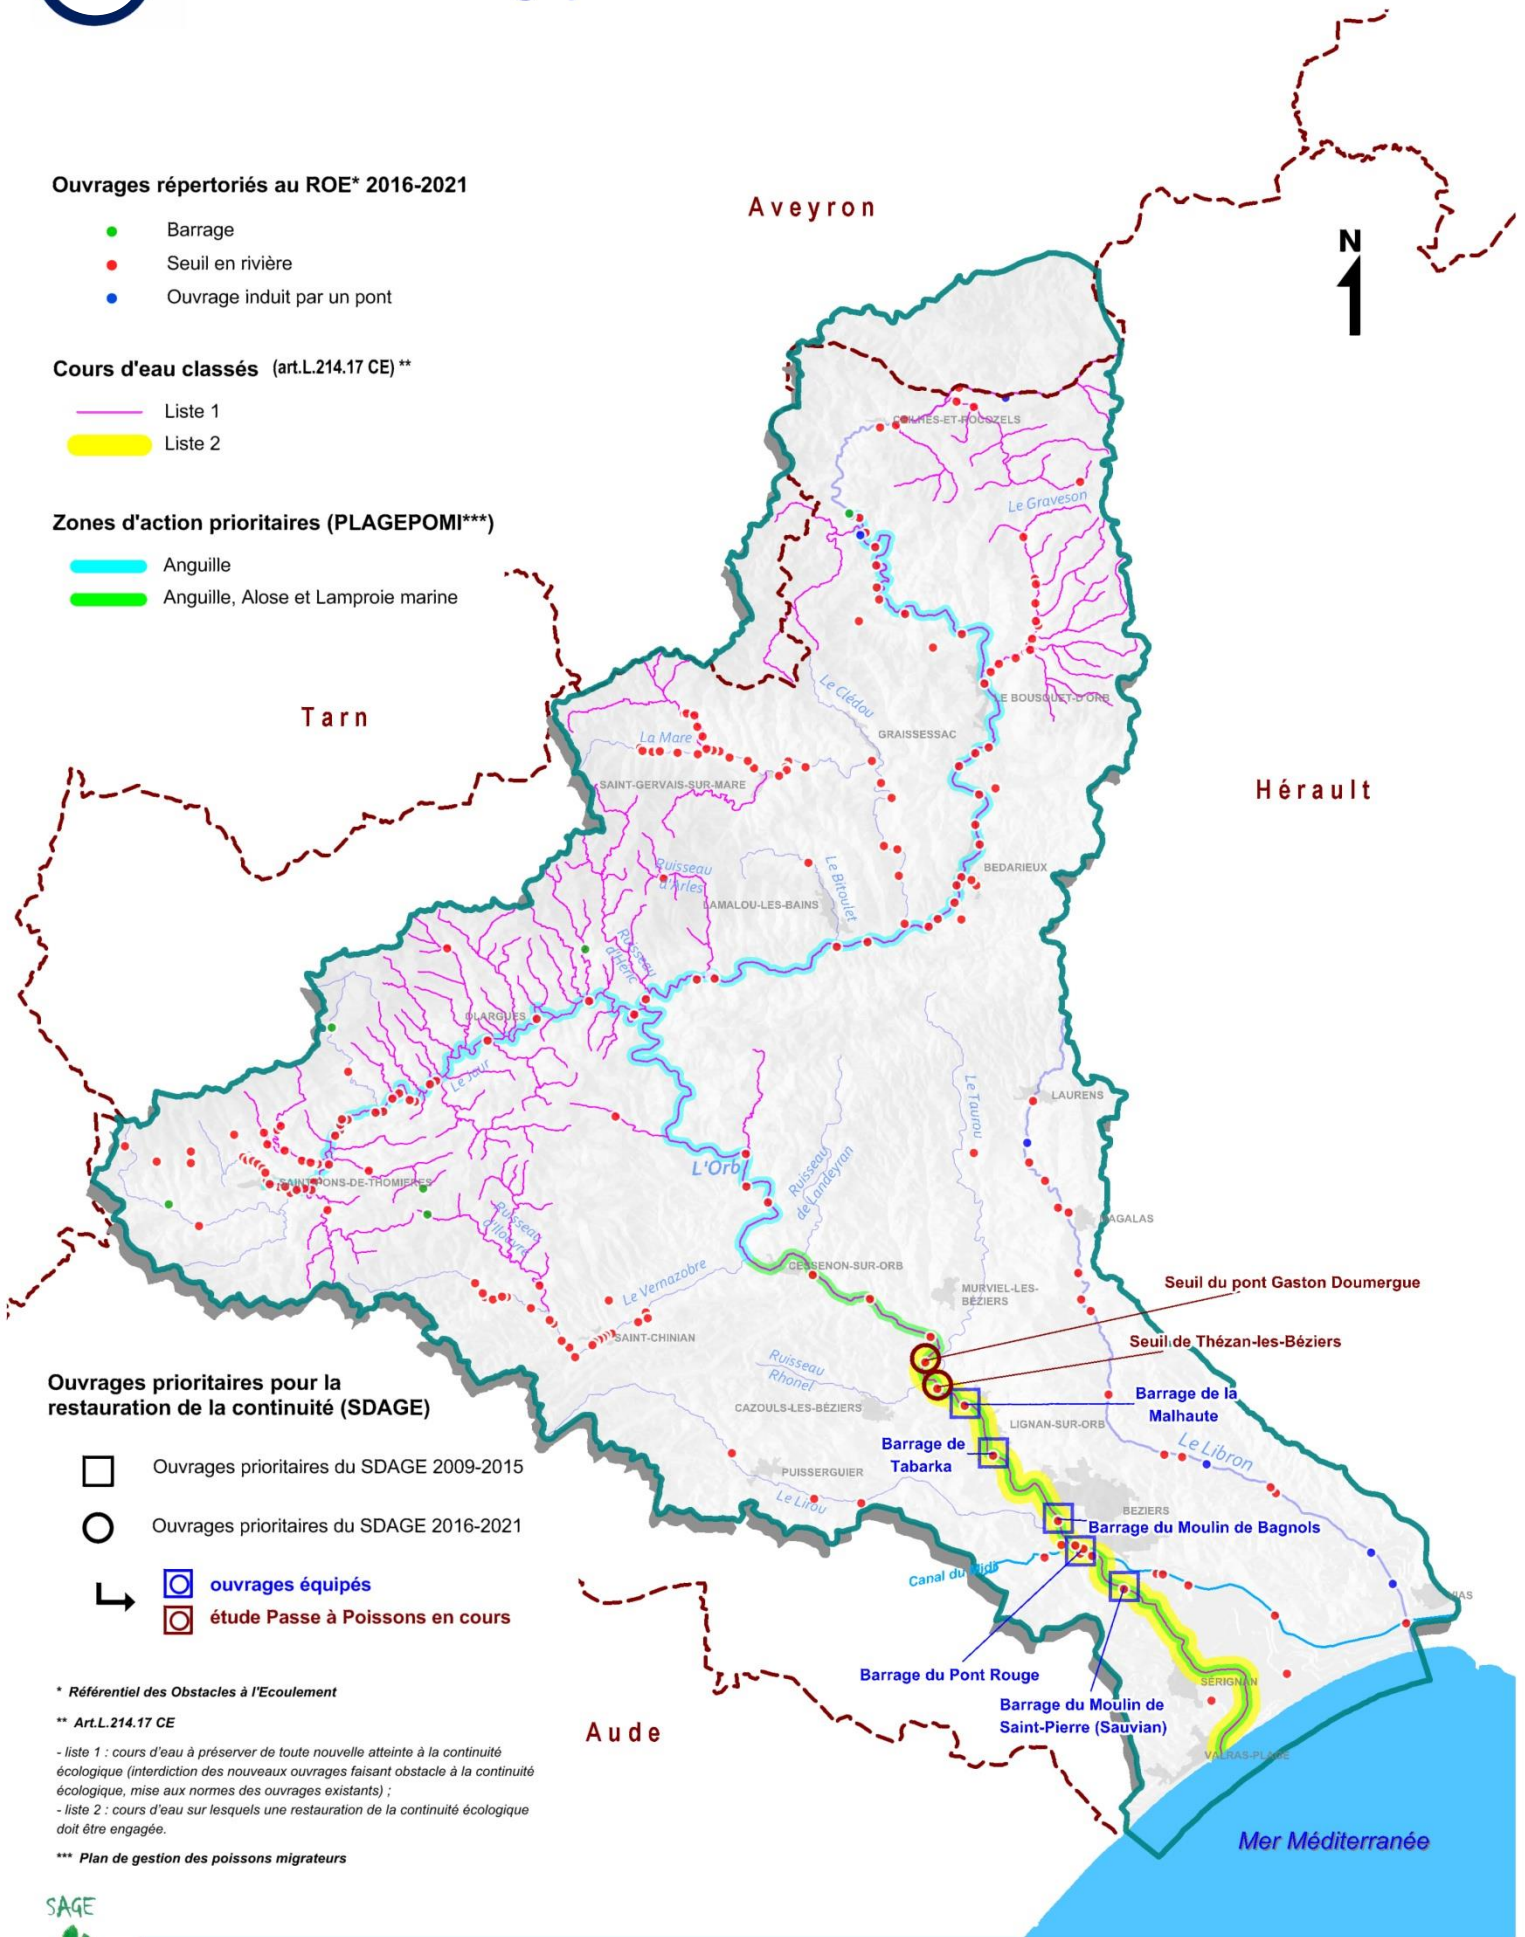 Aveyron
N
Ouvrages répertoriés au ROE* 2016-2021
Barrage
Seuil en rivière
Ouvrage induit par un pont
Cours d'eau classés (art.L.214.17 CE) **
Liste 1
Liste 2
Zones d'action prioritaires (PLAGEPOMI***)
Anguille
Anguille, Alose et Lamproie marine
Tarn
Hérault
CEILHES-ET-ROCOZELS
Le Graveson
Le Clédou
LE BOUSQUET-D'ORB
GRAISSESSAC
La Mare
SAINT-GERVAIS-SUR-MARE
Ruisseau
d'Arles
Le Bitoulet
BEDARIEUX
LAMALOU-LES-BAINS
Ruisseau
d'Héric
OLARGUES
Le Jaur
Le Taurou
LAURENS
L'Orb
Ruisseau
de Landeyran
SAINT-PONS-DE-THOMIERES
Ruisseau
d'Ilouvre
MAGALAS
CESSENON-SUR-ORB
Le Vernazobre
MURVIEL-LES-
BÉZIERS
Seuil du pont Gaston Doumergue
SAINT-CHINIAN
Seuil de Thézan-les-Béziers
Ruisseau
Rhonel
Barrage de la
Malhaute
CAZOULS-LES-BÉZIERS
LIGNAN-SUR-ORB
Barrage de
Tabarka
Le Libron
PUISSERGUIER
Le Lirou
BEZIERS
Barrage du Moulin de Bagnols
Canal du Midi
VIAS
Barrage du Pont Rouge
SÉRIGNAN
Barrage du Moulin de
Saint-Pierre (Sauvian)
VALRAS-PLAGE
Aude
Mer Méditerranée
Ouvrages prioritaires pour la
restauration de la continuité (SDAGE)
Ouvrages prioritaires du SDAGE 2009-2015
Ouvrages prioritaires du SDAGE 2016-2021
ouvrages équipés
étude Passe à Poissons en cours
* Référentiel des Obstacles à l'Ecoulement
** Art.L.214.17 CE
- liste 1 : cours d'eau à préserver de toute nouvelle atteinte à la continuité
écologique (interdiction des nouveaux ouvrages faisant obstacle à la continuité
écologique, mise aux normes des ouvrages existants) ;
- liste 2 : cours d'eau sur lesquels une restauration de la continuité écologique
doit être engagée.
*** Plan de gestion des poissons migrateurs
SAGE